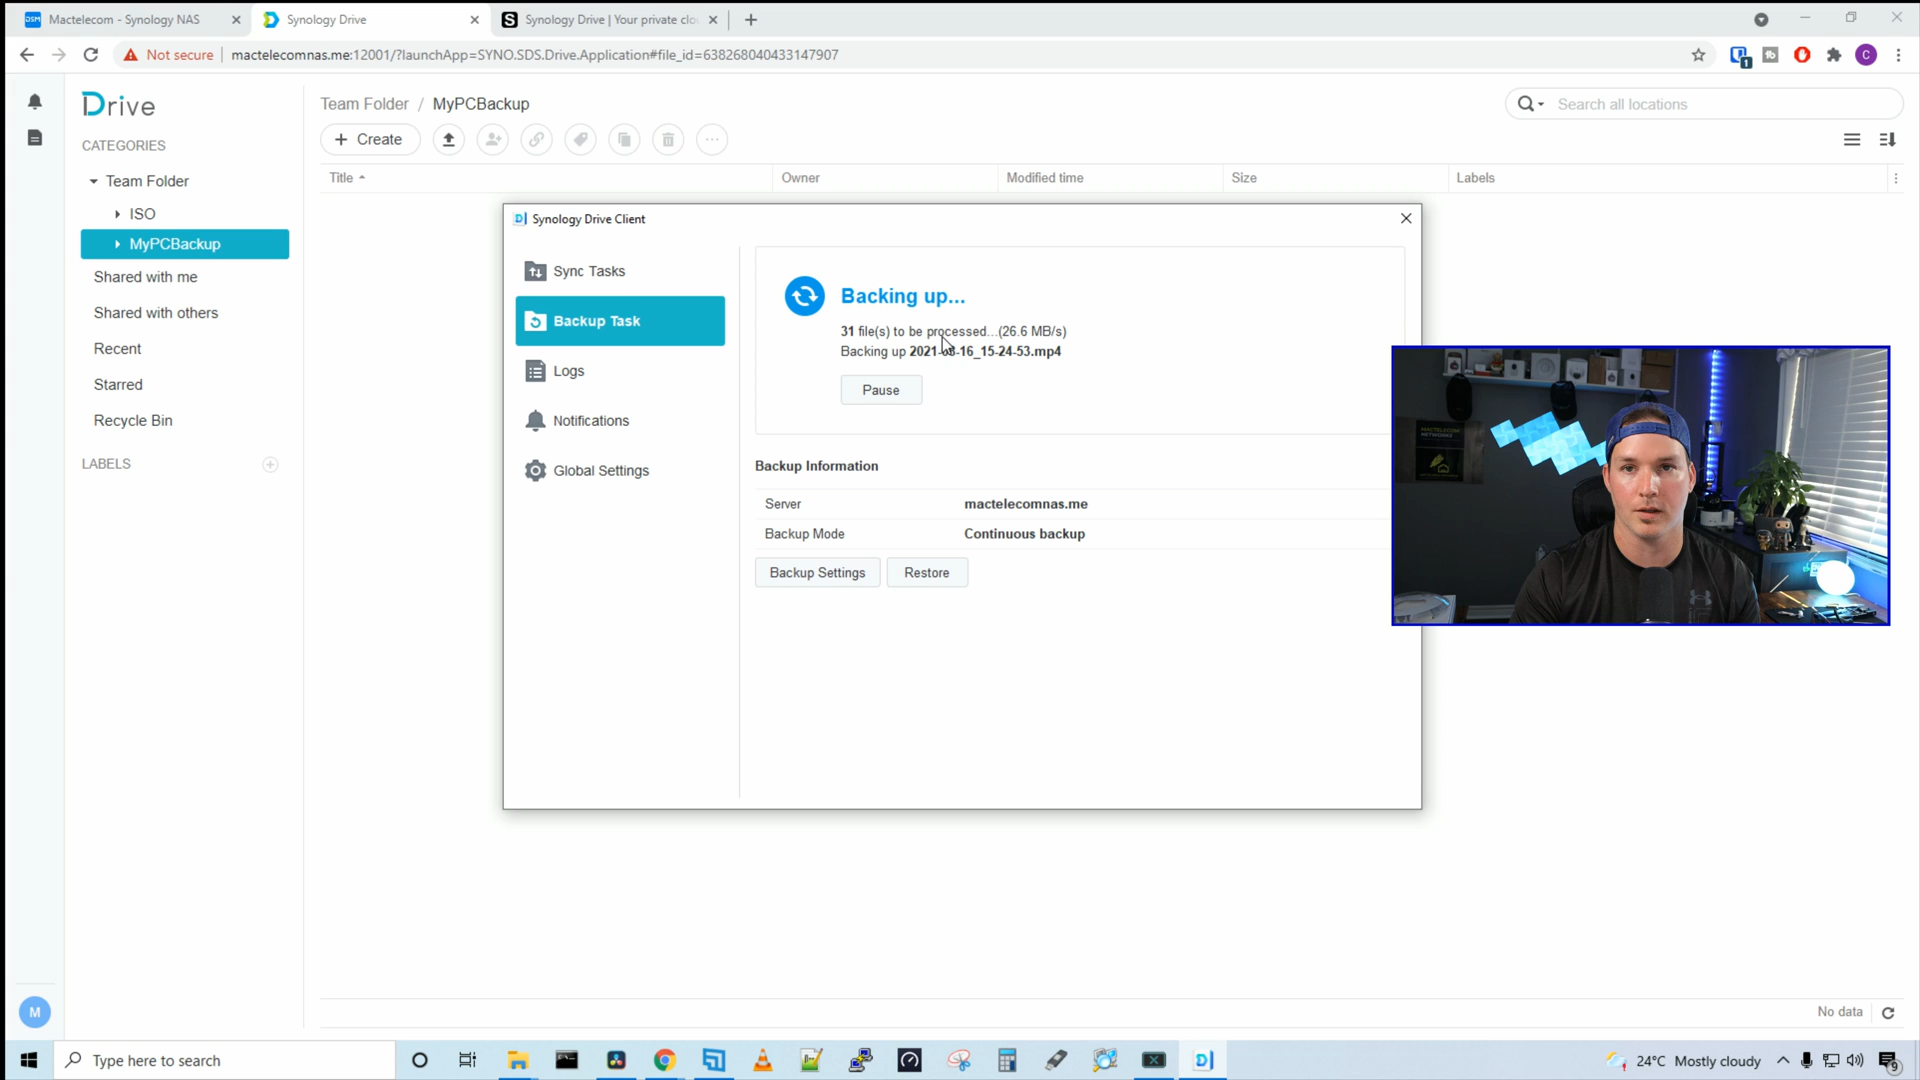 Mactelecom - Synology NAS
Synology Drive
Synology Drive | Your private clo
Not secure
mactelecomnas.me:12001/?launchApp=SYNO.SDS.Drive.Application#file_id=638268040433147907
Drive
CATEGORIES
Team Folder
ISO
MyPCBackup
Shared with me
Shared with others
Recent
Starred
Recycle Bin
LABELS
M
Team Folder / MyPCBackup
Search all locations
Create
Title
Owner
Modified time
Size
Labels
Synology Drive Client
Sync Tasks
Backup Task
Logs
Notifications
Global Settings
Backing up...
31 file(s) to be processed...(26.6 MB/s)
Backing up 2021-08-16_15-24-53.mp4
Pause
Backup Information
Server mactelecomnas.me
Backup Mode Continuous backup
Backup Settings
Restore
MACTELECOM
NETWORKS
No data
Type here to search
24°C Mostly cloudy
9